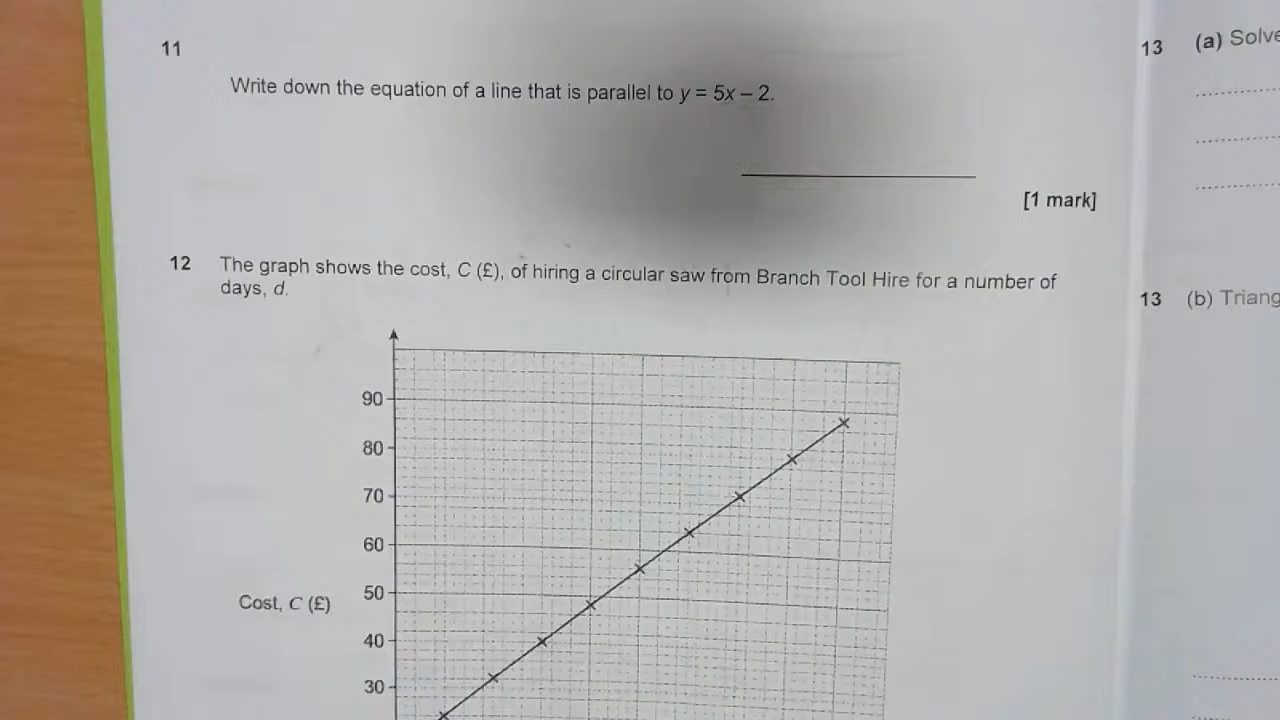 11
Write down the equation of a line that is parallel to y = 5x – 2.
[1 mark]
12 The graph shows the cost, C (£), of hiring a circular saw from Branch Tool Hire for a number of
days, d.
90
80
70
60
50
Cost, C (£)
40
30
13 (a) Solve
13 (b) Triang